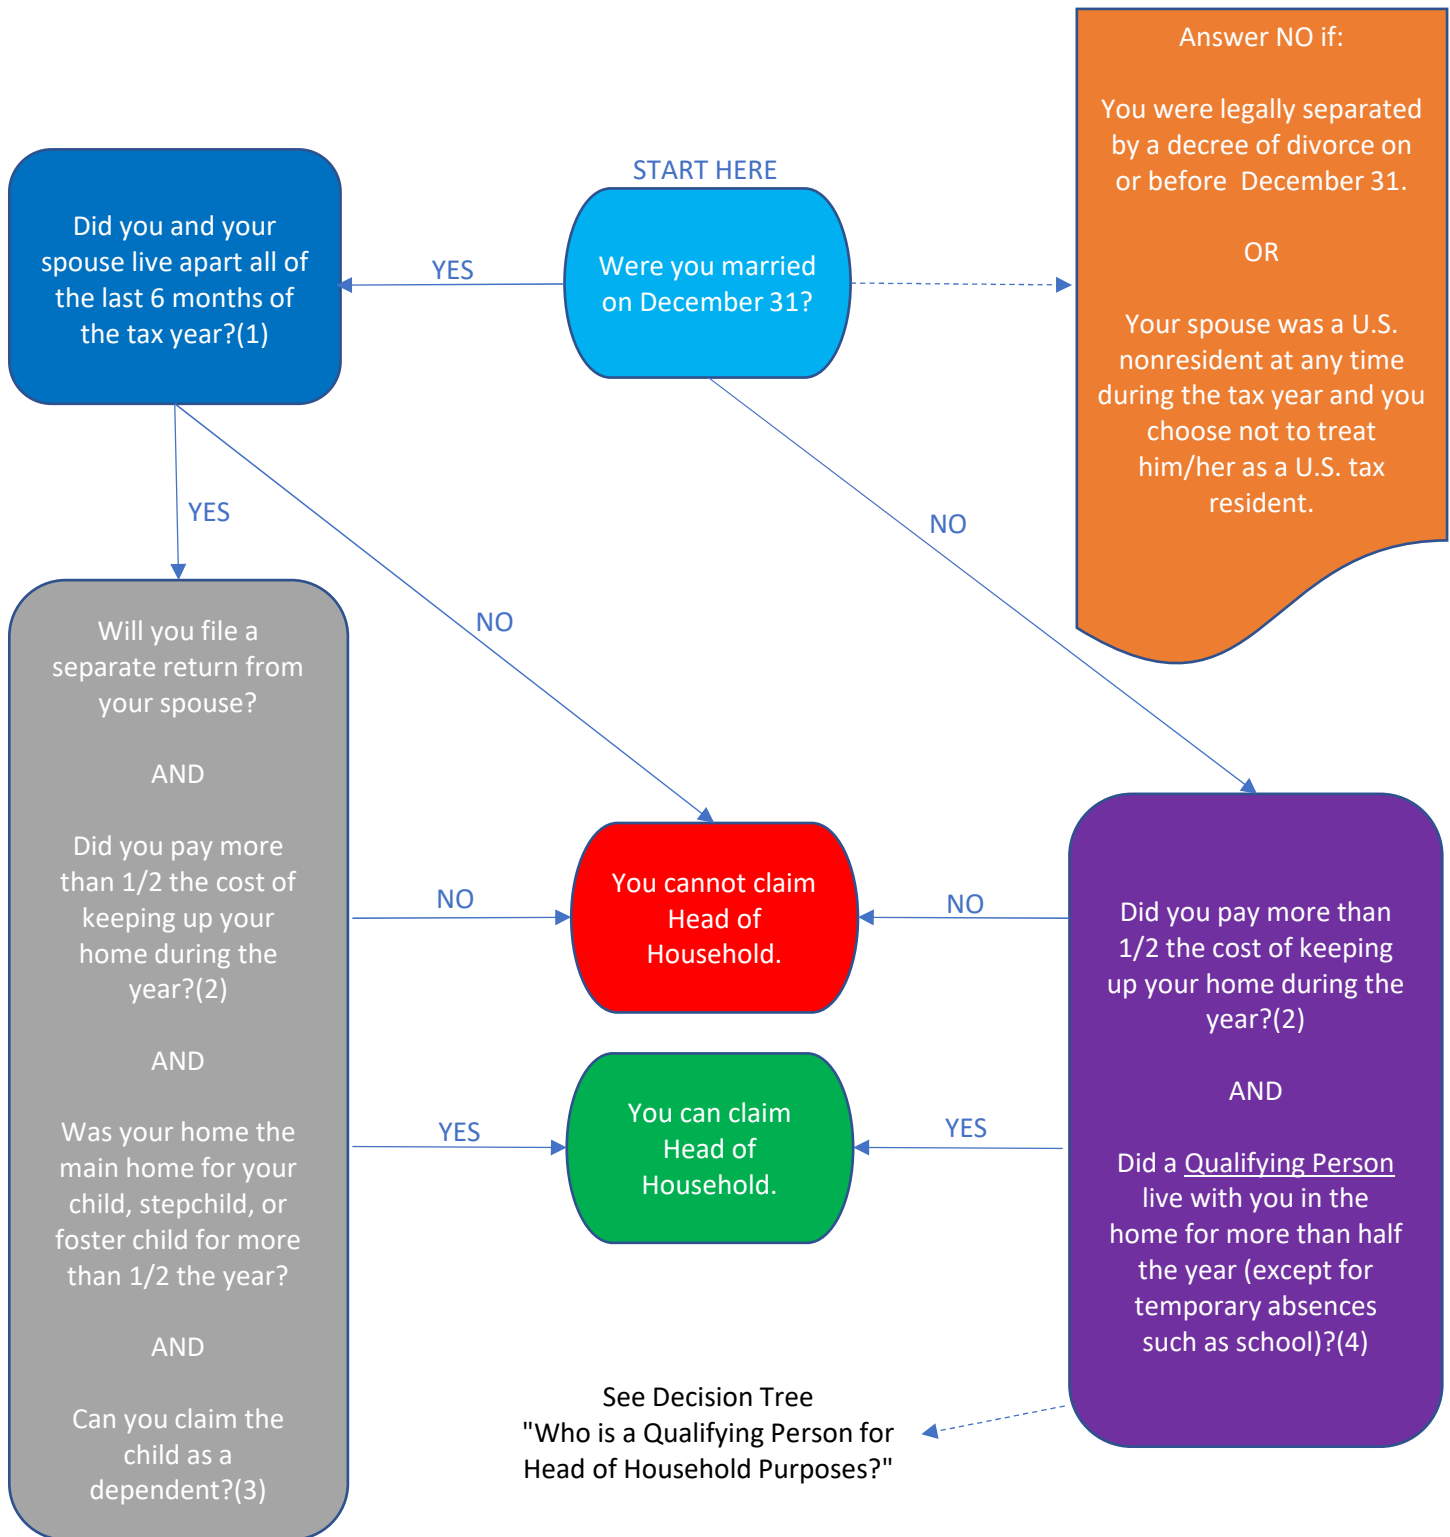 START HERE
Were you married
on December 31?
YES
NO
Answer NO if:
You were legally separated
by a decree of divorce on
or before December 31.
OR
Your spouse was a U.S.
nonresident at any time
during the tax year and you
choose not to treat
him/her as a U.S. tax
resident.
Did you and your
spouse live apart all of
the last 6 months of
the tax year?(1)
YES
NO
Will you file a
separate return from
your spouse?
AND
Did you pay more
than 1/2 the cost of
keeping up your
home during the
year?(2)
AND
Was your home the
main home for your
child, stepchild, or
foster child for more
than 1/2 the year?
AND
Can you claim the
child as a
dependent?(3)
NO
YES
You cannot claim
Head of
Household.
You can claim
Head of
Household.
NO
YES
Did you pay more than
1/2 the cost of keeping
up your home during the
year?(2)
AND
Did a Qualifying Person
live with you in the
home for more than half
the year (except for
temporary absences
such as school)?(4)
See Decision Tree
"Who is a Qualifying Person for
Head of Household Purposes?"